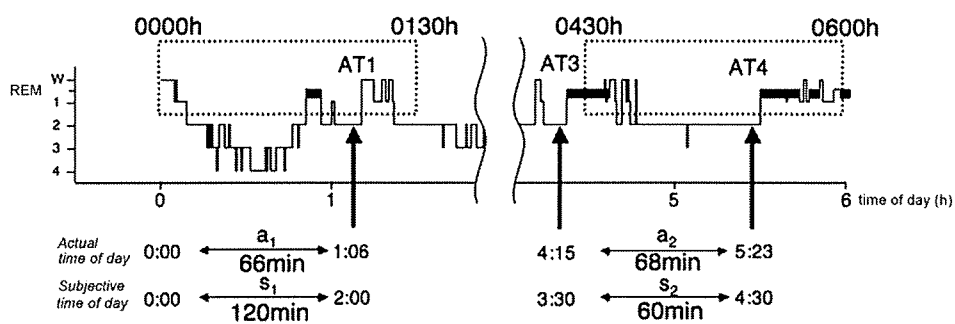 0000h 0130h 0430h 0600h
AT1 AT3 AT4
REM
W
1
2
3
4
0 1 5 6 time of day (h)
Actual time of day 0:00 a1 66min 1:06 4:15 a2 68min 5:23
Subjective time of day 0:00 s1 120min 2:00 3:30 s2 60min 4:30